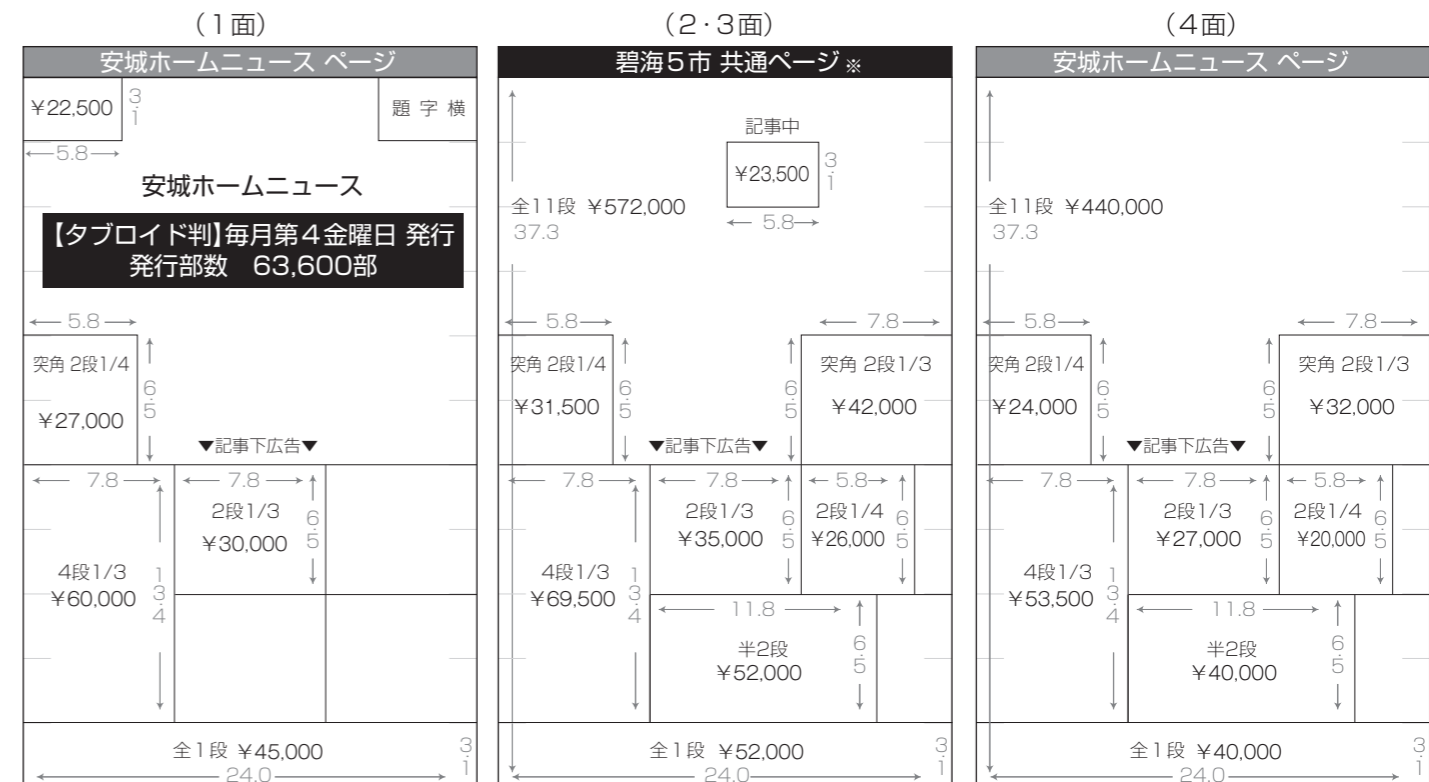 (1面)
安城ホームニュース ページ
¥22,500
3.1
題字横
5.8
安城ホームニュース
【タブロイド判】毎月第4金曜日 発行
発行部数 63,600部
5.8
突角 2段1/4
¥27,000
6.5
▼記事下広告▼
7.8
7.8
2段1/3
¥30,000
6.5
4段1/3
¥60,000
13.4
全1段 ¥45,000
3.1
24.0
(2・3面)
碧海5市 共通ページ※
記事中
¥23,500
3.1
5.8
全11段 ¥572,000
37.3
5.8
7.8
突角 2段1/4
¥31,500
6.5
突角 2段1/3
¥42,000
6.5
▼記事下広告▼
7.8
7.8
5.8
2段1/3
¥35,000
6.5
2段1/4
¥26,000
6.5
4段1/3
¥69,500
13.4
11.8
半2段
¥52,000
6.5
全1段 ¥52,000
3.1
24.0
(4面)
安城ホームニュース ページ
全11段 ¥440,000
37.3
5.8
7.8
突角 2段1/4
¥24,000
6.5
突角 2段1/3
¥32,000
6.5
▼記事下広告▼
7.8
7.8
5.8
2段1/3
¥27,000
6.5
2段1/4
¥20,000
6.5
4段1/3
¥53,500
13.4
11.8
半2段
¥40,000
6.5
全1段 ¥40,000
3.1
24.0